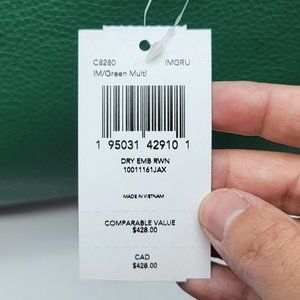 C8280 IMGRU
IM/Green Multi
1 95031 42910 1
DRY EMB RWN
10011161JAX
MADE IN VIETNAM
COMPARABLE VALUE
$428.00
CAD
$428.00